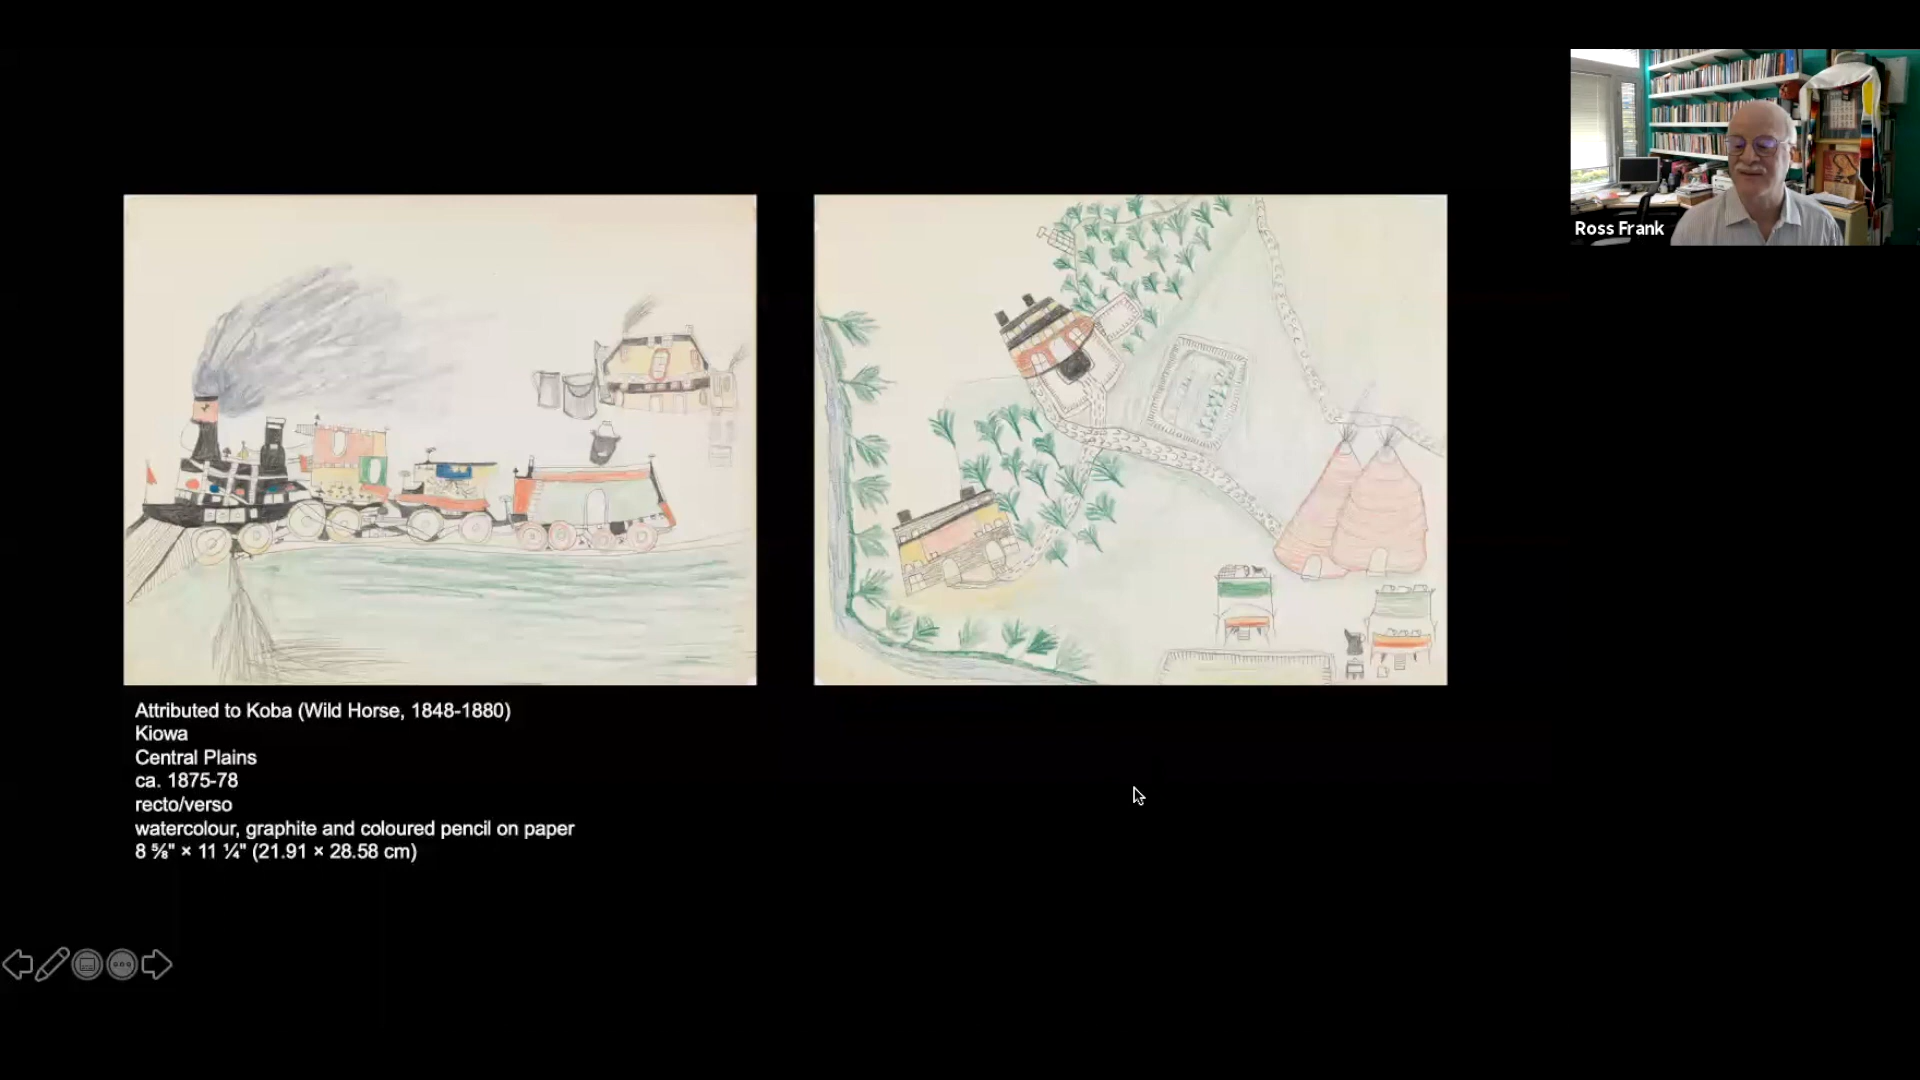 Ross Frank
Attributed to Koba (Wild Horse, 1848-1880)
Kiowa
Central Plains
ca. 1875-78
recto/verso
watercolour, graphite and coloured pencil on paper
8 ⅝" × 11 ¼" (21.91 × 28.58 cm)